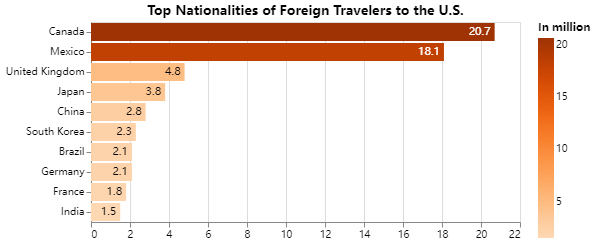 Top Nationalities of Foreign Travelers to the U.S.
In million
Canada 20.7
Mexico 18.1
United Kingdom 4.8
Japan 3.8
China 2.8
South Korea 2.3
Brazil 2.1
Germany 2.1
France 1.8
India 1.5
0 2 4 6 8 10 12 14 16 18 20 22
20
15
10
5